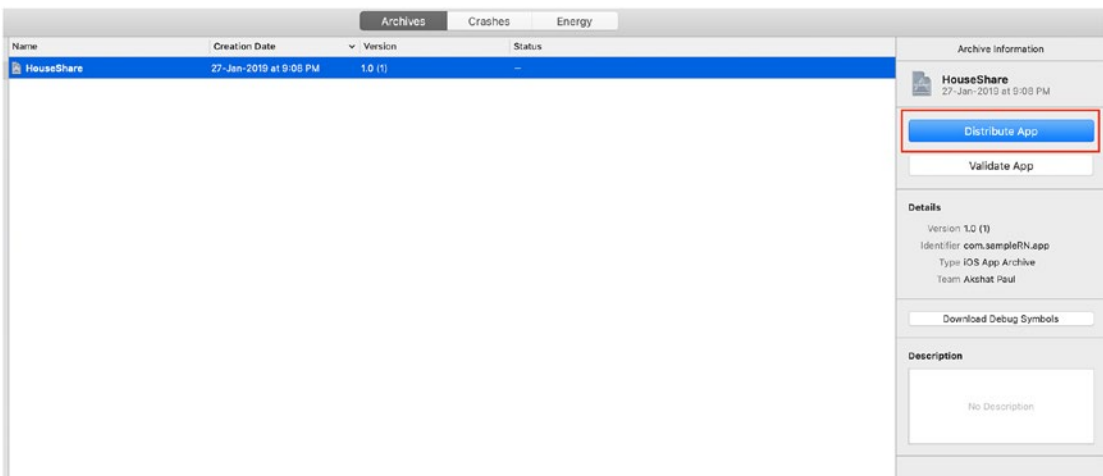 Archives Crashes Energy
Name Creation Date Version Status
HouseShare 27-Jan-2019 at 9:08 PM 1.0 (1) –
Archive Information
HouseShare
27-Jan-2019 at 9:08 PM
Distribute App
Validate App
Details
Version 1.0 (1)
Identifier com.sampleRN.app
Type iOS App Archive
Team Akshat Paul
Download Debug Symbols
Description
No Description